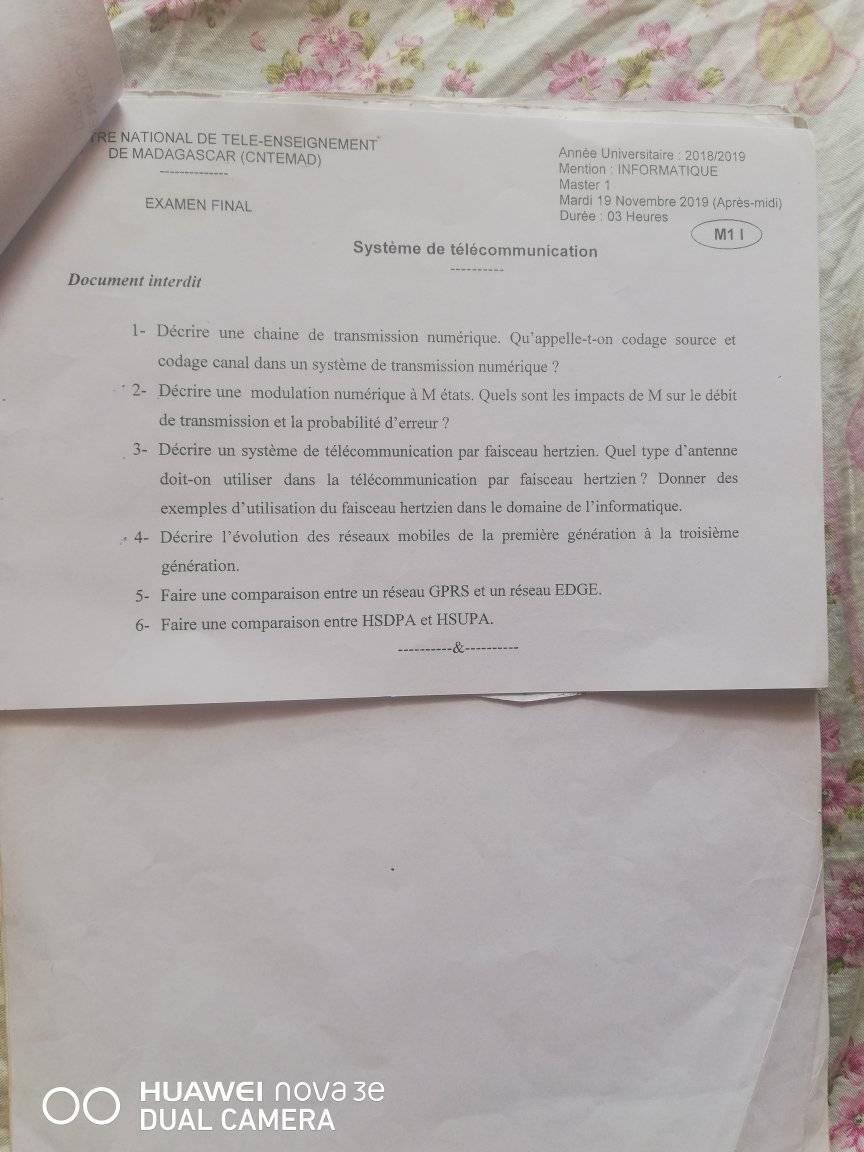 TRE NATIONAL DE TELE-ENSEIGNEMENT
DE MADAGASCAR (CNTEMAD)
--------------
EXAMEN FINAL
Année Universitaire : 2018/2019
Mention : INFORMATIQUE
Master 1
Mardi 19 Novembre 2019 (Après-midi)
Durée : 03 Heures
M1 I
Système de télécommunication
----------
Document interdit
1- Décrire une chaine de transmission numérique. Qu'appelle-t-on codage source et
codage canal dans un système de transmission numérique ?
2- Décrire une modulation numérique à M états. Quels sont les impacts de M sur le débit
de transmission et la probabilité d'erreur ?
3- Décrire un système de télécommunication par faisceau hertzien. Quel type d'antenne
doit-on utiliser dans la télécommunication par faisceau hertzien ? Donner des
exemples d'utilisation du faisceau hertzien dans le domaine de l'informatique.
4- Décrire l'évolution des réseaux mobiles de la première génération à la troisième
génération.
5- Faire une comparaison entre un réseau GPRS et un réseau EDGE.
6- Faire une comparaison entre HSDPA et HSUPA.
----------&----------
HUAWEI nova 3e
DUAL CAMERA